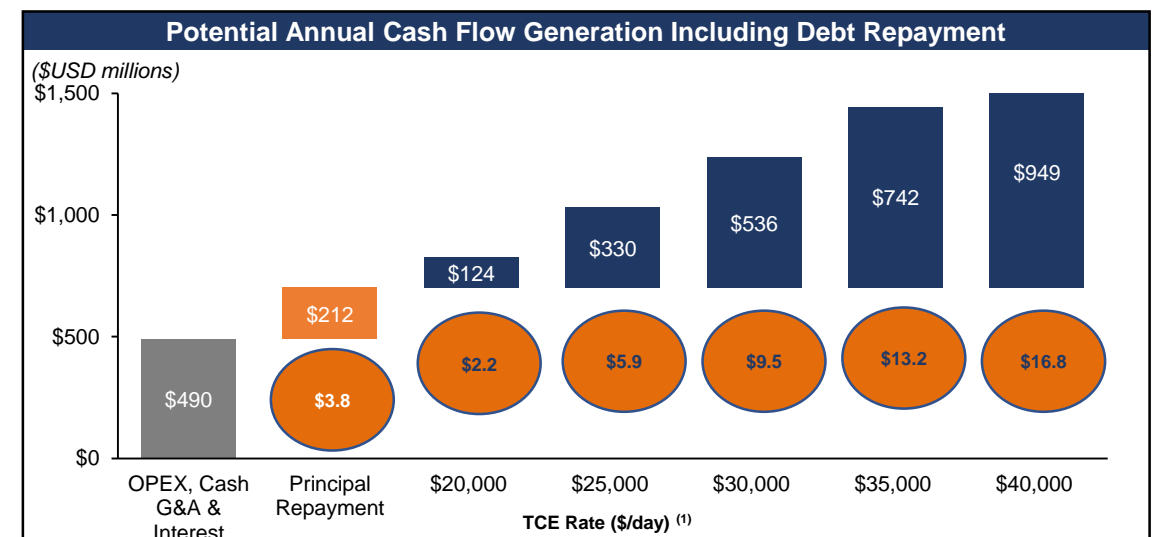 Potential Annual Cash Flow Generation Including Debt Repayment
($USD millions)
$1,500
$1,000
$500
$0
$490
$212
$124
$330
$536
$742
$949
$3.8
$2.2
$5.9
$9.5
$13.2
$16.8
OPEX, Cash
G&A &
Interest
Principal
Repayment
$20,000
$25,000
$30,000
$35,000
$40,000
TCE Rate ($/day) (1)